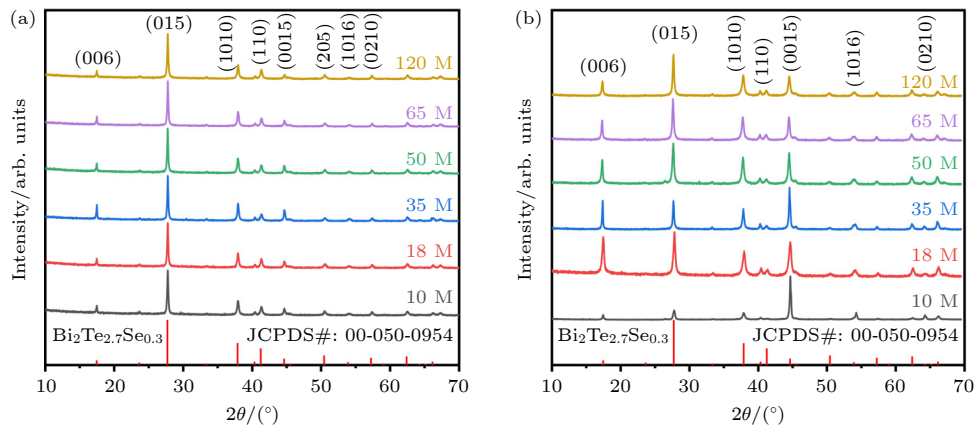 (a)
Intensity/arb. units
(006)
(015)
(1010)
(110)
(0015)
(205)
(1016)
(0210)
120 M
65 M
50 M
35 M
18 M
10 M
Bi₂Te₂.₇Se₀.₃
JCPDS#: 00-050-0954
10 20 30 40 50 60 70
2θ/(°)
(b)
Intensity/arb. units
(006)
(015)
(1010)
(110)
(0015)
(1016)
(0210)
120 M
65 M
50 M
35 M
18 M
10 M
Bi₂Te₂.₇Se₀.₃
JCPDS#: 00-050-0954
10 20 30 40 50 60 70
2θ/(°)